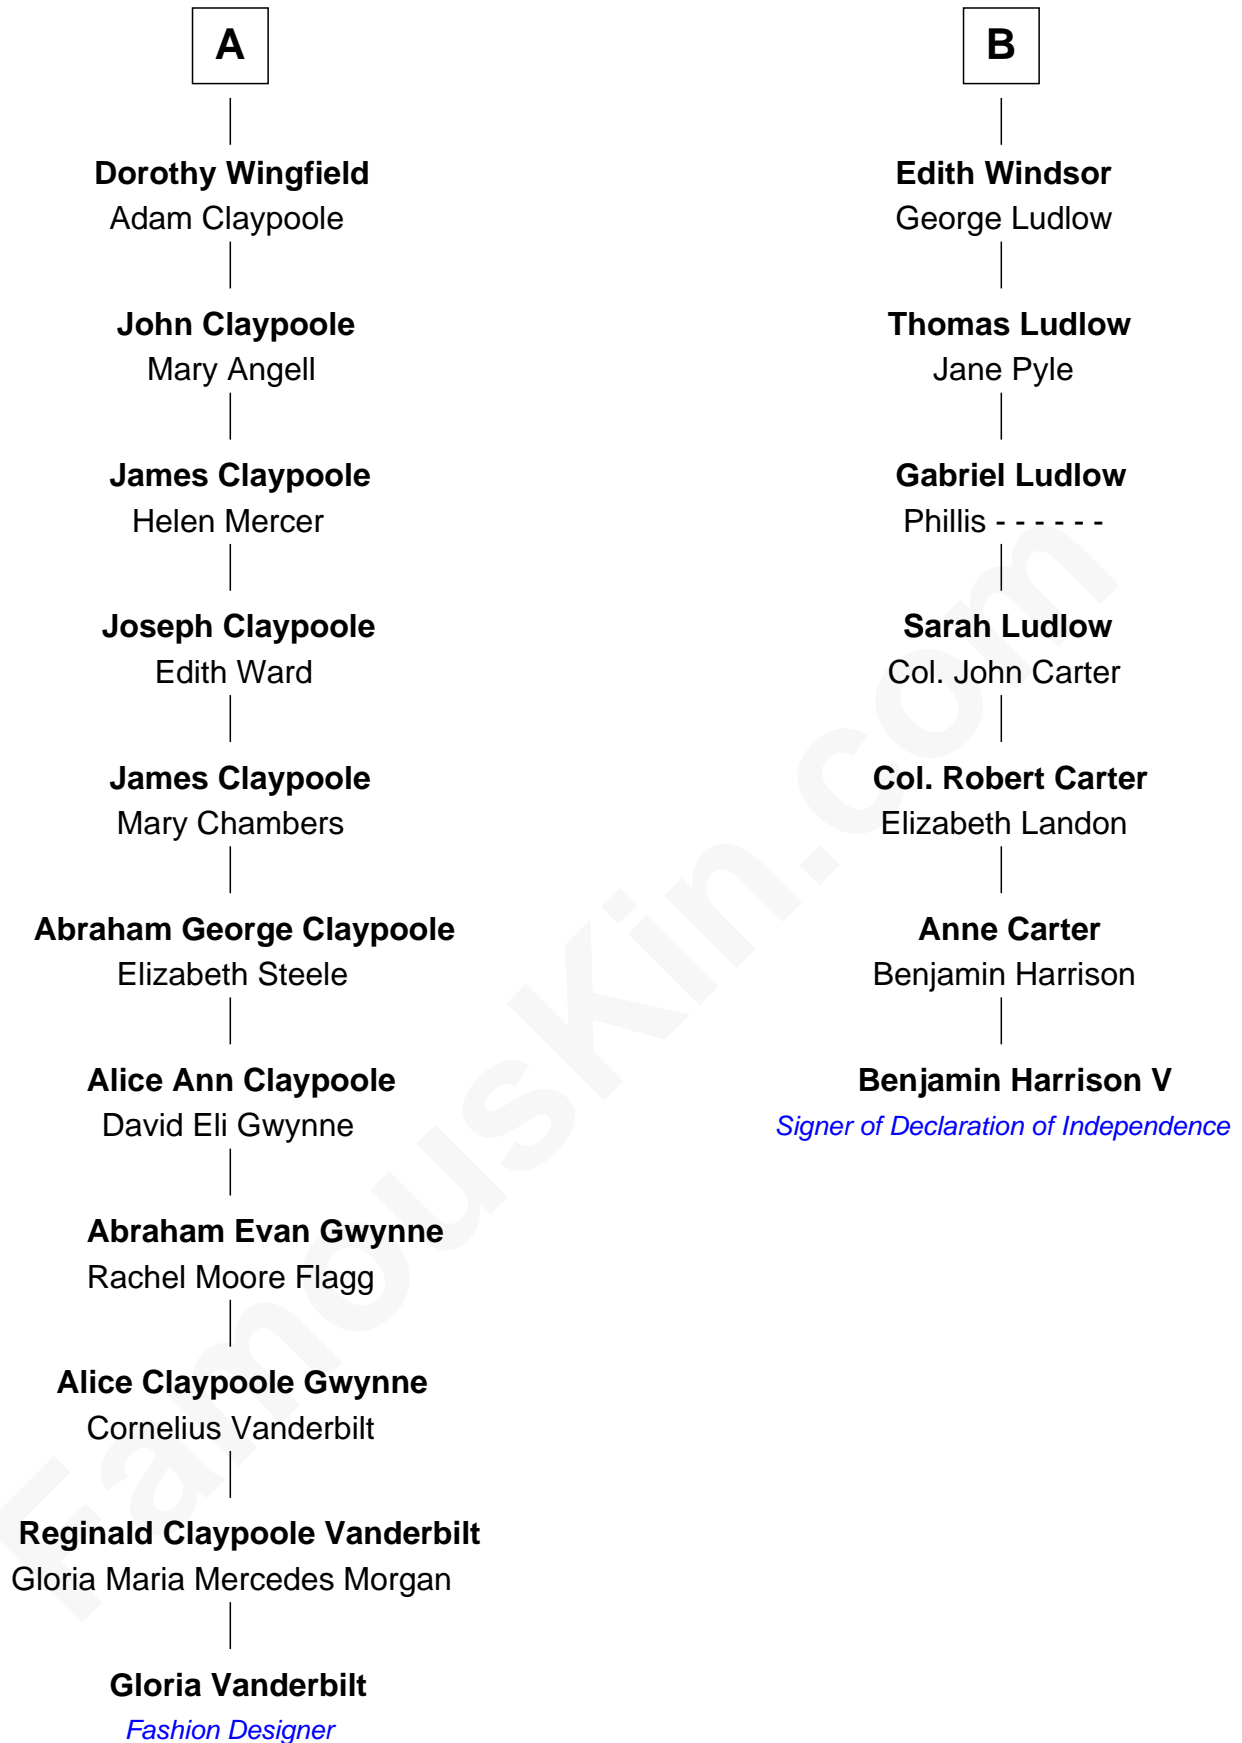 A
Dorothy Wingfield
Adam Claypoole
John Claypoole
Mary Angell
James Claypoole
Helen Mercer
Joseph Claypoole
Edith Ward
James Claypoole
Mary Chambers
Abraham George Claypoole
Elizabeth Steele
Alice Ann Claypoole
David Eli Gwynne
Abraham Evan Gwynne
Rachel Moore Flagg
Alice Claypoole Gwynne
Cornelius Vanderbilt
Reginald Claypoole Vanderbilt
Gloria Maria Mercedes Morgan
Gloria Vanderbilt
Fashion Designer
B
Edith Windsor
George Ludlow
Thomas Ludlow
Jane Pyle
Gabriel Ludlow
Phillis - - - - - -
Sarah Ludlow
Col. John Carter
Col. Robert Carter
Elizabeth Landon
Anne Carter
Benjamin Harrison
Benjamin Harrison V
Signer of Declaration of Independence
FamousKin.com